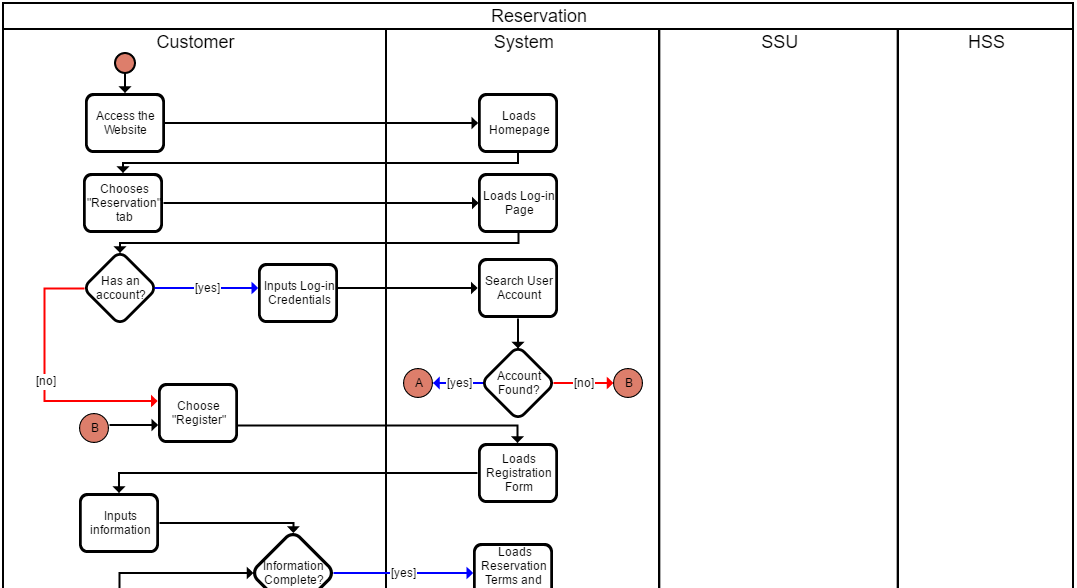 Reservation
Customer
System
SSU
HSS
Access the
Website
Loads
Homepage
Chooses
"Reservation"
tab
Loads Log-in
Page
Has an
account?
[yes]
Inputs Log-in
Credentials
Search User
Account
[no]
A
[yes]
Account
Found?
[no]
B
Choose
"Register"
B
Loads
Registration
Form
Inputs
information
Information
Complete?
[yes]
Loads
Reservation
Terms and